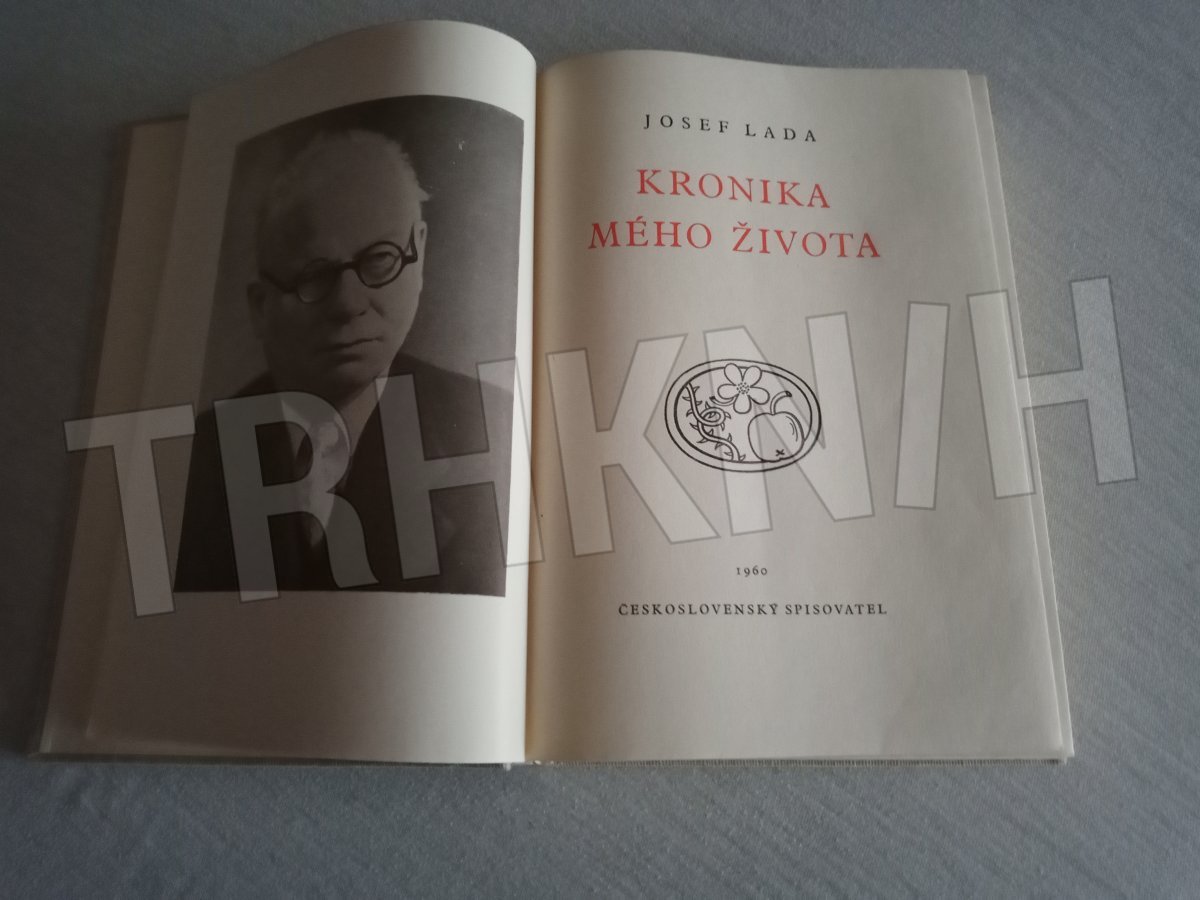 JOSEF LADA
KRONIKA
MÉHO ŽIVOTA
TRHKNIH
1960
ČESKOSLOVENSKÝ SPISOVATEL